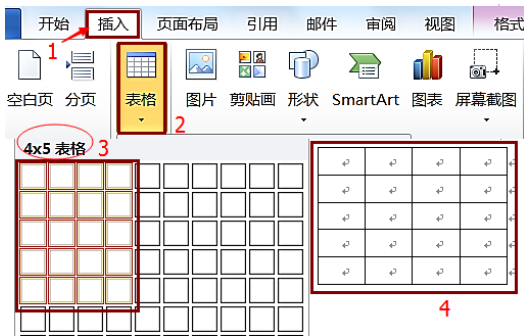 开始 插入 页面布局 引用 邮件 审阅 视图 格式
1
空白页 分页 表格 图片 剪贴画 形状 SmartArt 图表 屏幕截图
2
4x5 表格 3
4